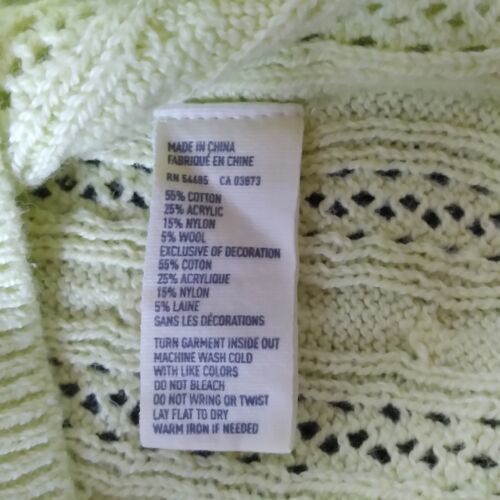 MADE IN CHINA
FABRIQUÉ EN CHINE
RN 54485 CA 03873
55% COTTON
25% ACRYLIC
15% NYLON
5% WOOL
EXCLUSIVE OF DECORATION
55% COTON
25% ACRYLIQUE
15% NYLON
5% LAINE
SANS LES DÉCORATIONS
TURN GARMENT INSIDE OUT
MACHINE WASH COLD
WITH LIKE COLORS
DO NOT BLEACH
DO NOT WRING OR TWIST
LAY FLAT TO DRY
WARM IRON IF NEEDED